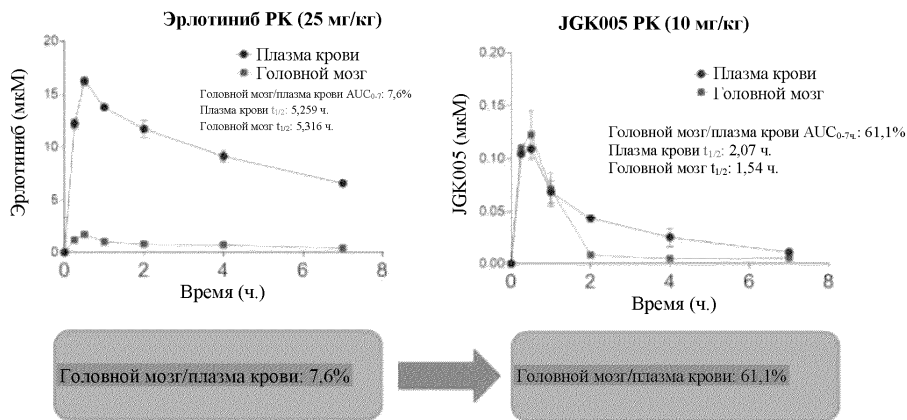 Эрлотиниб PK (25 мг/кг)
20
15
10
5
0
0
2
4
6
8
Эрлотиниб (мкМ)
Время (ч.)
Плазма крови
Головной мозг
Головной мозг/плазма крови AUC0-7: 7,6%
Плазма крови t1/2: 5,259 ч.
Головной мозг t1/2: 5,316 ч.
JGK005 PK (10 мг/кг)
0.20
0.15
0.10
0.05
0.00
0
2
4
6
8
JGK005 (мкМ)
Время (ч.)
Плазма крови
Головной мозг
Головной мозг/плазма крови AUC0-7ч.: 61,1%
Плазма крови t1/2: 2,07 ч.
Головной мозг t1/2: 1,54 ч.
Головной мозг/плазма крови: 7,6%
Головной мозг/плазма крови: 61,1%